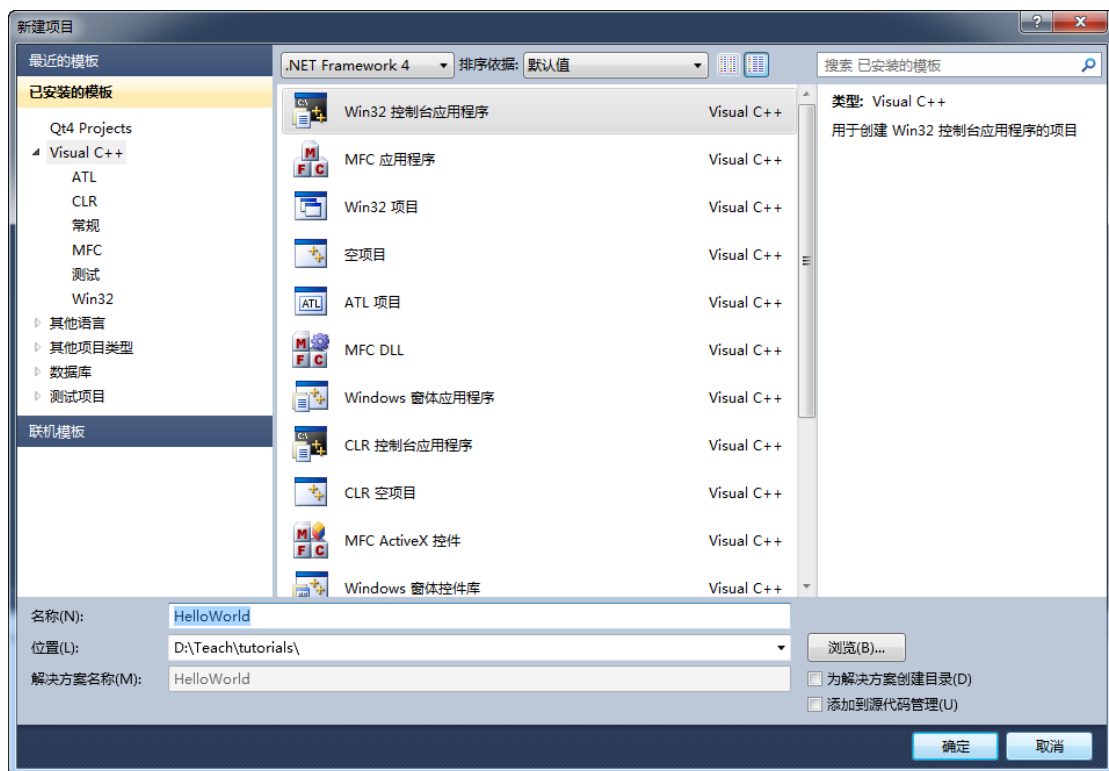 新建项目
最近的模板
已安装的模板
Qt4 Projects
Visual C++
ATL
CLR
常规
MFC
测试
Win32
其他语言
其他项目类型
数据库
测试项目
联机模板
.NET Framework 4 排序依据: 默认值
Win32 控制台应用程序 Visual C++
MFC 应用程序 Visual C++
Win32 项目 Visual C++
空项目 Visual C++
ATL 项目 Visual C++
MFC DLL Visual C++
Windows 窗体应用程序 Visual C++
CLR 控制台应用程序 Visual C++
CLR 空项目 Visual C++
MFC ActiveX 控件 Visual C++
Windows 窗体控件库 Visual C++
搜索 已安装的模板
类型: Visual C++
用于创建 Win32 控制台应用程序的项目
名称(N): HelloWorld
位置(L): D:\Teach\tutorials\ 浏览(B)...
解决方案名称(M): HelloWorld 为解决方案创建目录(D)
添加到源代码管理(U)
确定 取消